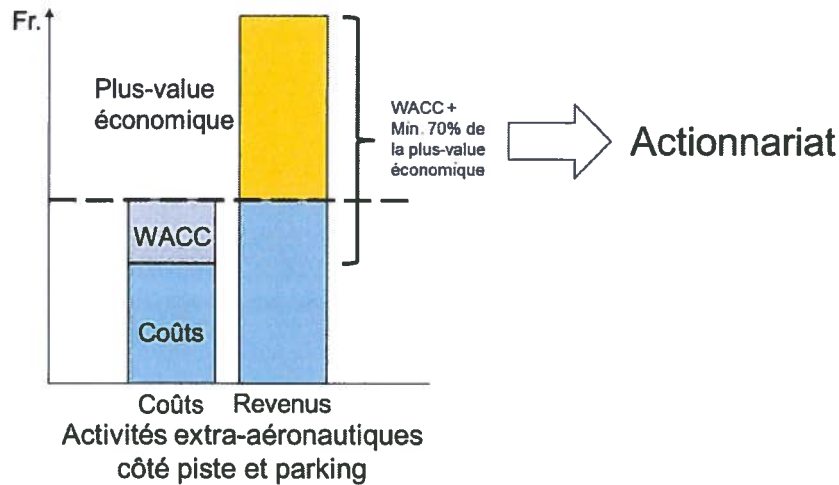 Fr.
Plus-value
économique
WACC +
Min. 70% de
la plus-value
économique
Actionnariat
WACC
Coûts
Coûts Revenus
Activités extra-aéronautiques
côté piste et parking